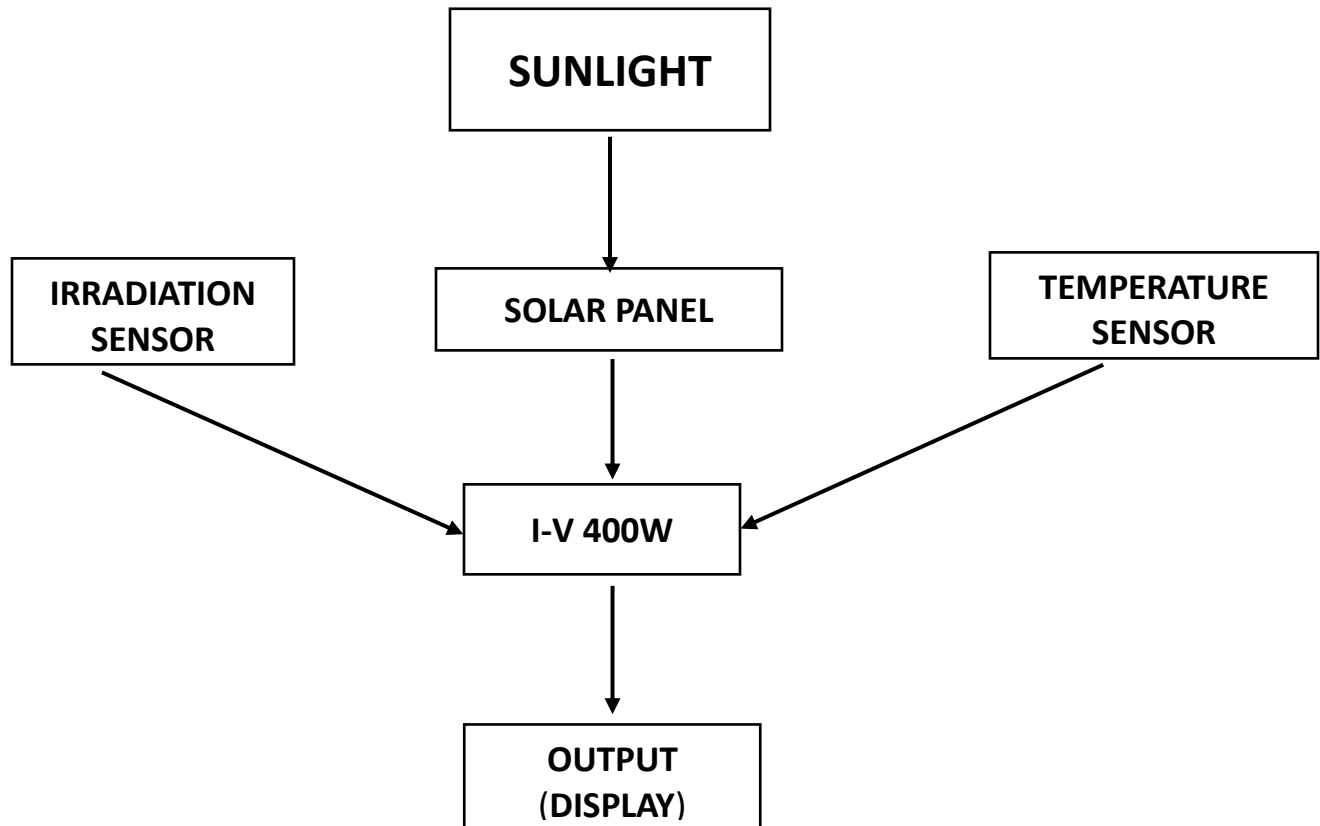 SUNLIGHT
IRRADIATION
SENSOR
SOLAR PANEL
TEMPERATURE
SENSOR
I-V 400W
OUTPUT
(DISPLAY)